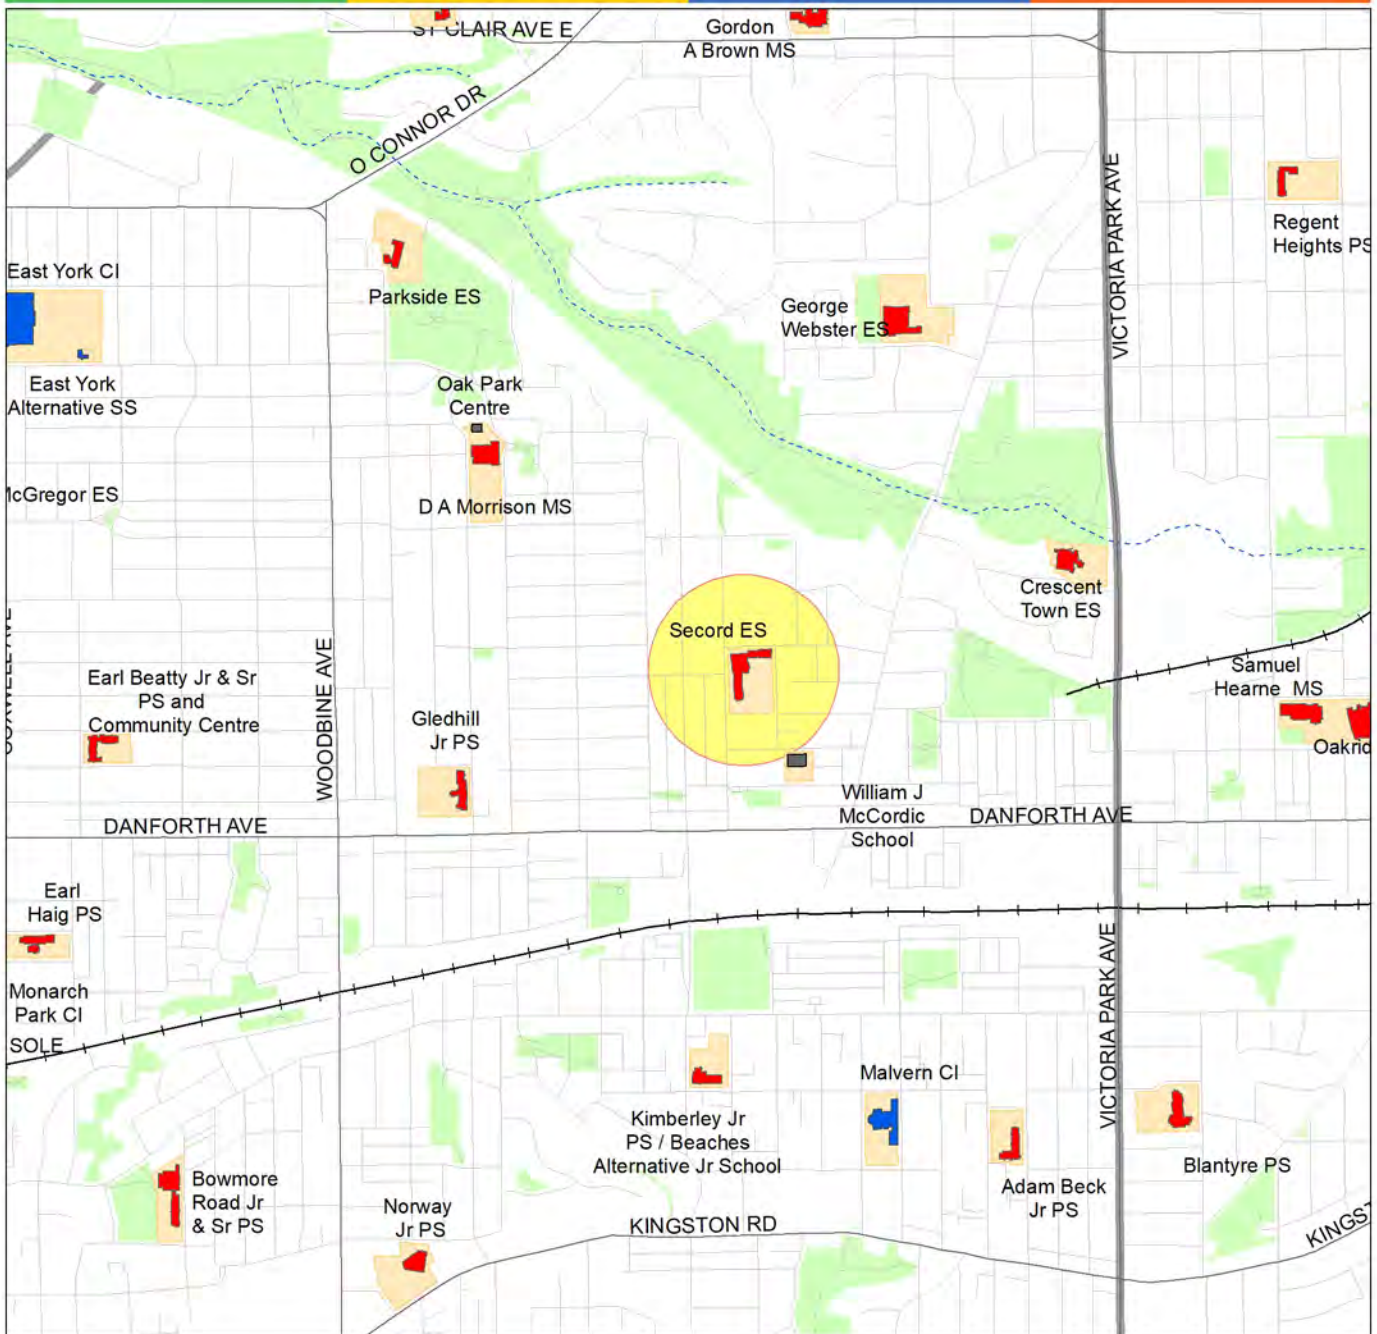 ST CLAIR AVE E
Gordon
A Brown MS
O CONNOR DR
VICTORIA PARK AVE
Regent
Heights PS
East York CI
Parkside ES
George
Webster ES
East York
Alternative SS
Oak Park
Centre
McGregor ES
D A Morrison MS
Crescent
Town ES
Secord ES
WOODBINE AVE
Earl Beatty Jr & Sr
PS and
Community Centre
Samuel
Hearne MS
Gledhill
Jr PS
Oakrid
William J
McCordic
School
DANFORTH AVE
DANFORTH AVE
Earl
Haig PS
VICTORIA PARK AVE
Monarch
Park CI
SOLE
Malvern CI
Kimberley Jr
PS / Beaches
Alternative Jr School
Blantyre PS
Bowmore
Road Jr
& Sr PS
Adam Beck
Jr PS
Norway
Jr PS
KINGSTON RD
KINGST